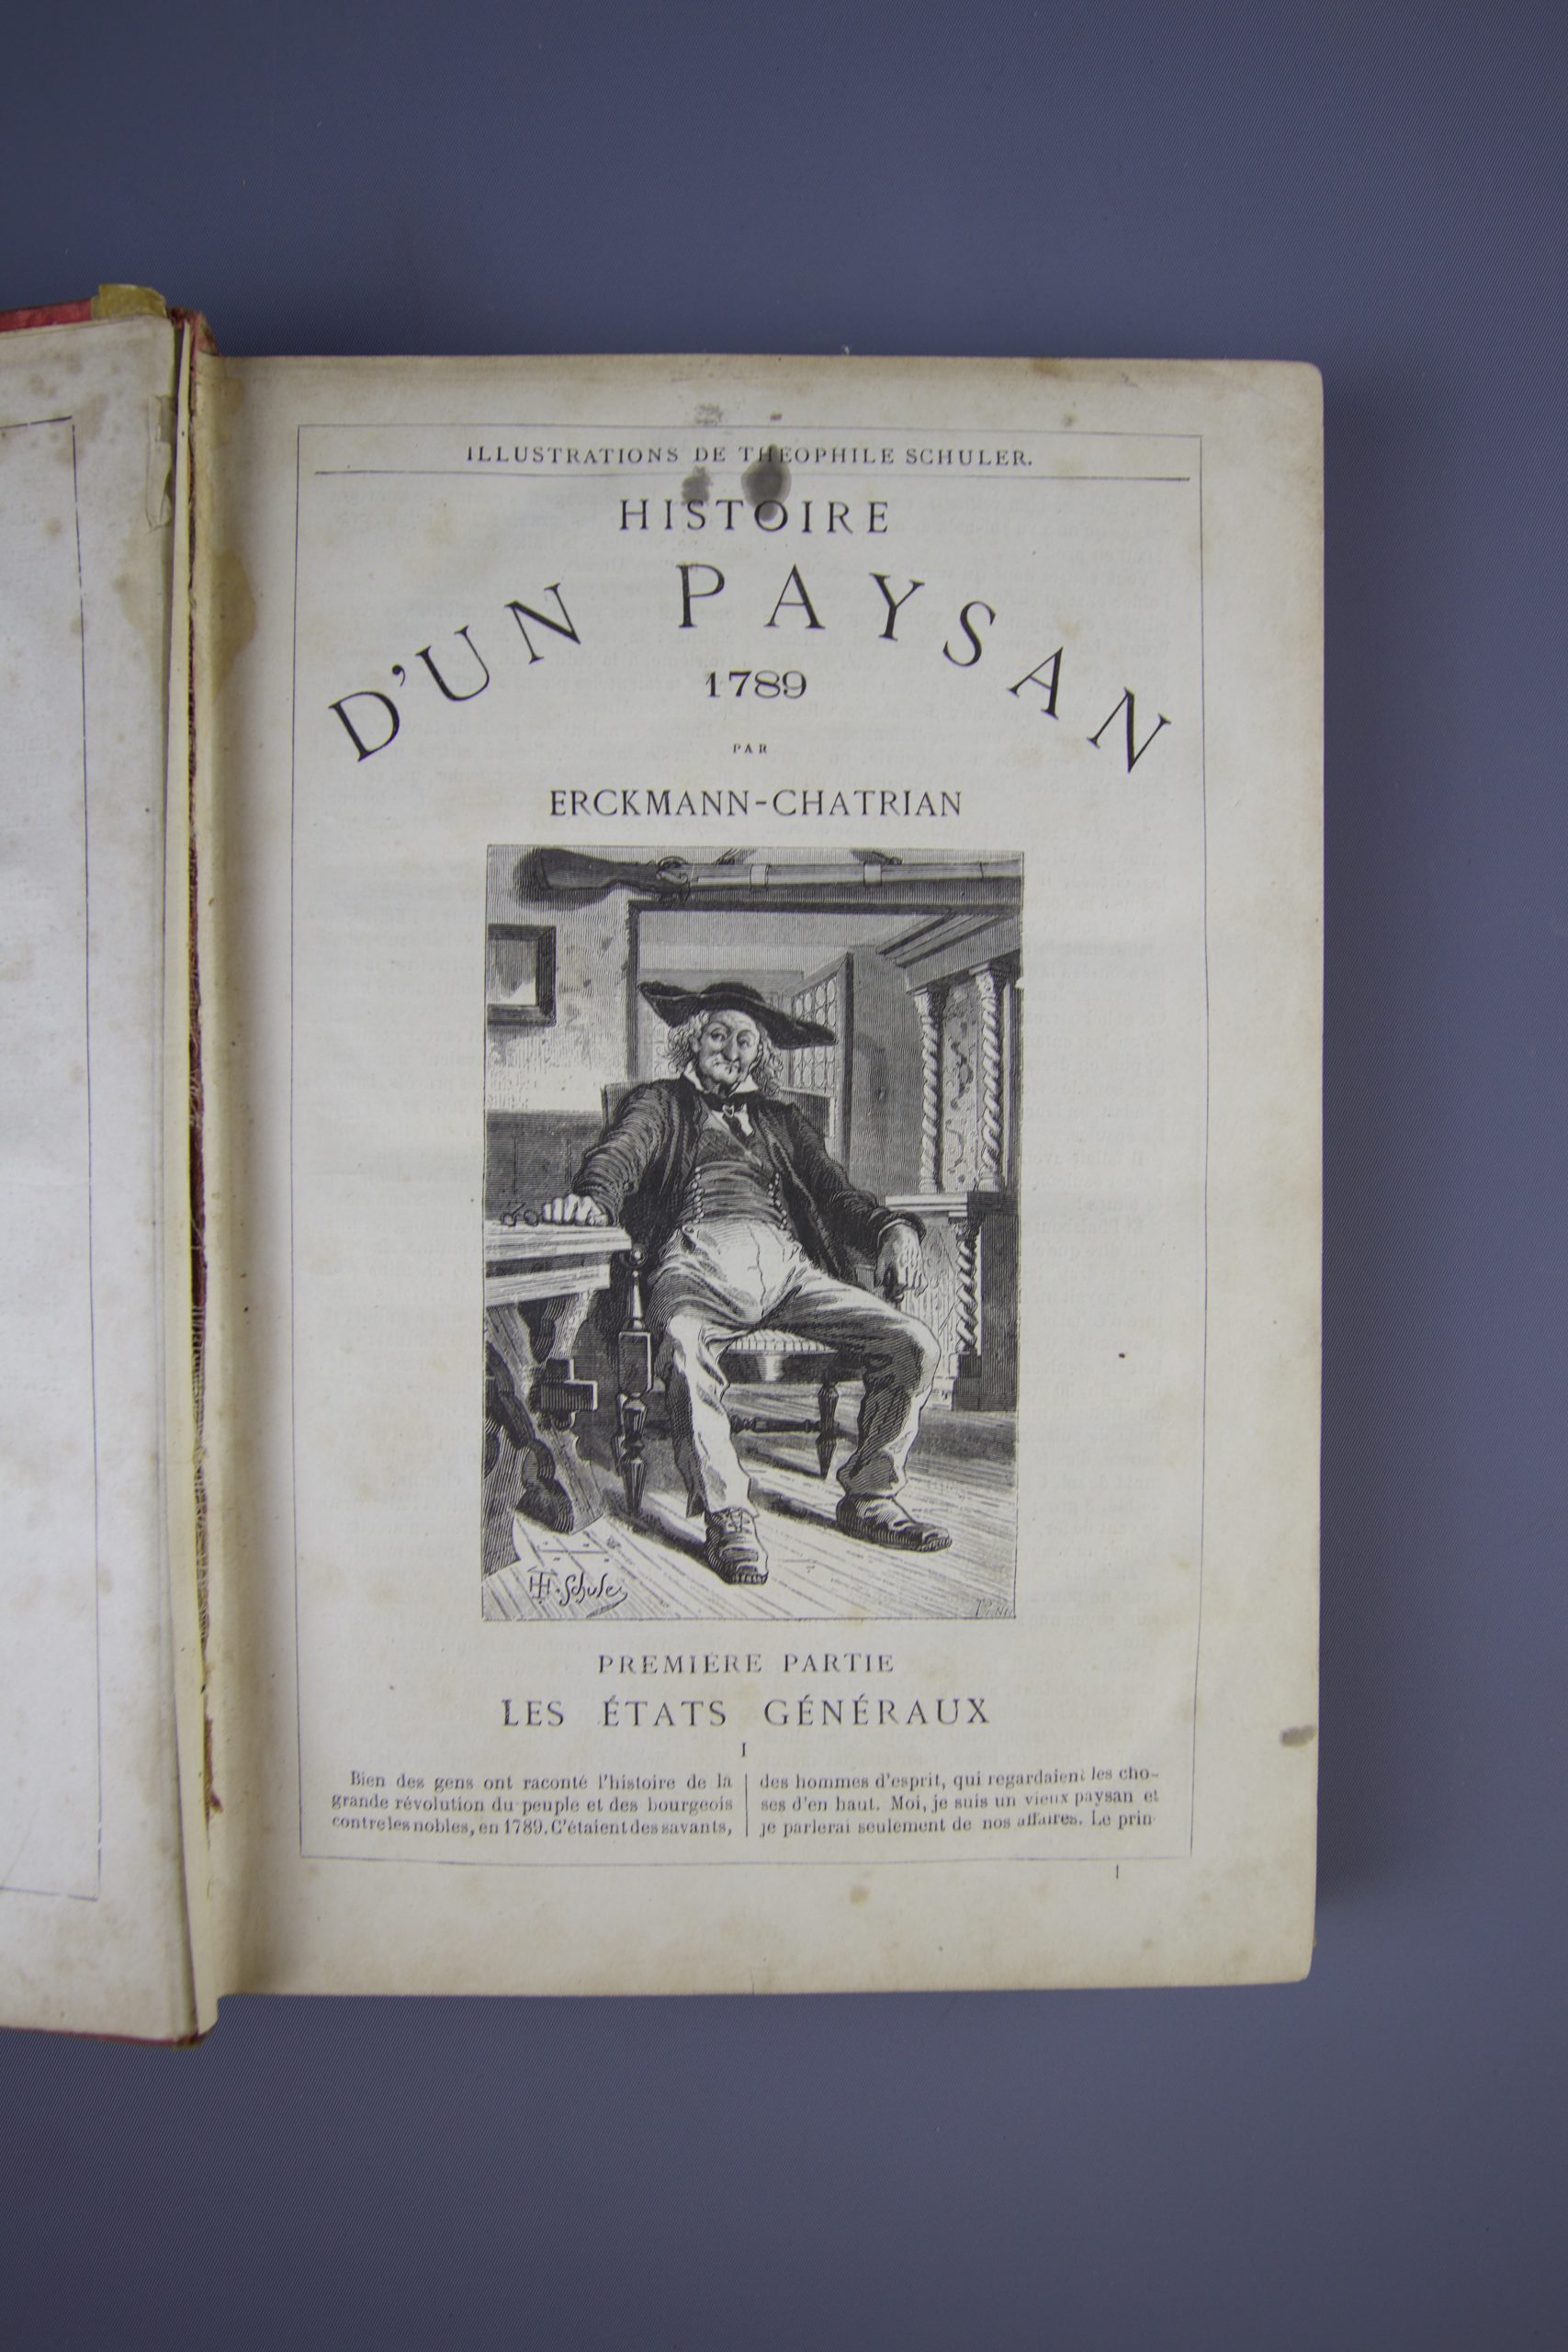 ILLUSTRATIONS DE THÉOPHILE SCHULER.
HISTOIRE
D'UN PAYSAN
1789
PAR
ERCKMANN-CHATRIAN
TH. Schuler
PREMIÈRE PARTIE
LES ÉTATS GÉNÉRAUX
I
Bien des gens ont raconté l'histoire de la
grande révolution du peuple et des bourgeois
contre les nobles, en 1789. C'étaient des savants,
des hommes d'esprit, qui regardaient les cho-
ses d'en haut. Moi, je suis un vieux paysan et
je parlerai seulement de nos affaires. Le prin-
1